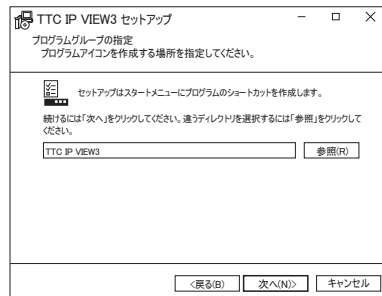 TTC IP VIEW3 セットアップ
プログラムグループの指定
プログラムアイコンを作成する場所を指定してください。
セットアップはスタートメニューにプログラムのショートカットを作成します。
続けるには「次へ」をクリックしてください。違うディレクトリを選択するには「参照」をクリックして
ください。
TTC IP VIEW3 参照(R)
<戻る(B) 次へ(N)> キャンセル